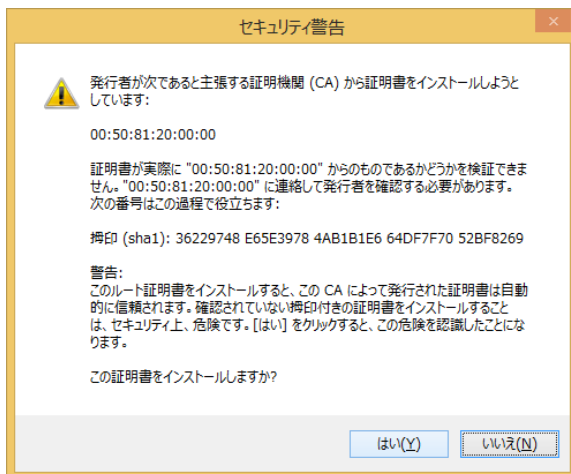 セキュリティ警告
発行者が次であると主張する証明機関 (CA) から証明書をインストールしようと
しています:
00:50:81:20:00:00
証明書が実際に "00:50:81:20:00:00" からのものであるかどうかを検証できま
せん。"00:50:81:20:00:00" に連絡して発行者を確認する必要があります。
次の番号はこの過程で役立ちます:
拇印 (sha1): 36229748 E65E3978 4AB1B1E6 64DF7F70 52BF8269
警告:
このルート証明書をインストールすると、この CA によって発行された証明書は自動
的に信頼されます。確認されていない拇印付きの証明書をインストールすること
は、セキュリティ上、危険です。[はい] をクリックすると、この危険を認識したことにな
ります。
この証明書をインストールしますか?
はい(Y)
いいえ(N)